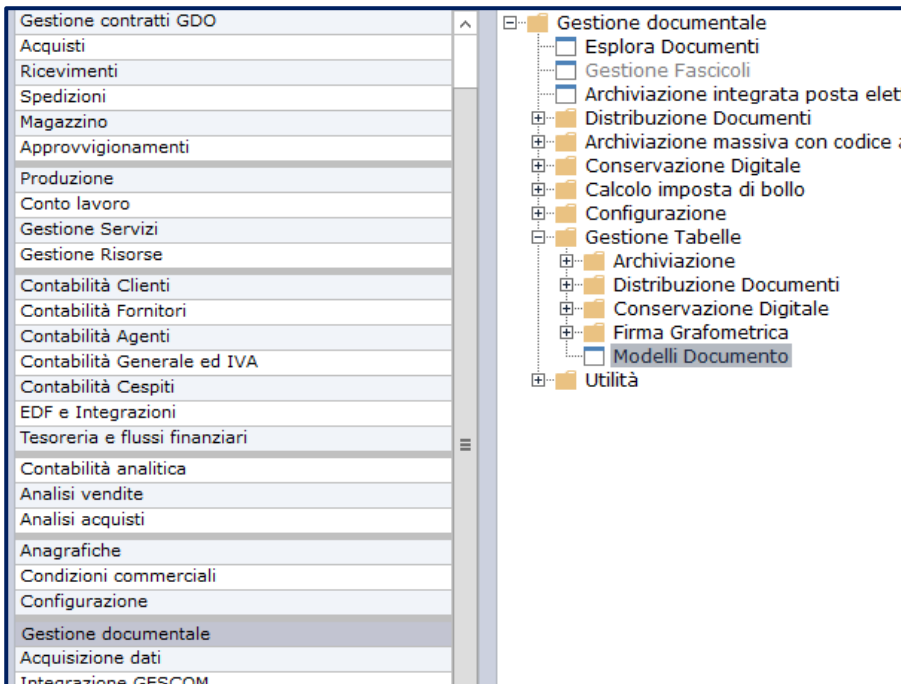 Gestione contratti GDO
Acquisti
Ricevimenti
Spedizioni
Magazzino
Approvvigionamenti
Produzione
Conto lavoro
Gestione Servizi
Gestione Risorse
Contabilità Clienti
Contabilità Fornitori
Contabilità Agenti
Contabilità Generale ed IVA
Contabilità Cespiti
EDF e Integrazioni
Tesoreria e flussi finanziari
Contabilità analitica
Analisi vendite
Analisi acquisti
Anagrafiche
Condizioni commerciali
Configurazione
Gestione documentale
Acquisizione dati
Integrazione GESCOM
Gestione documentale
Esplora Documenti
Gestione Fascicoli
Archiviazione integrata posta elet
Distribuzione Documenti
Archiviazione massiva con codice a
Conservazione Digitale
Calcolo imposta di bollo
Configurazione
Gestione Tabelle
Archiviazione
Distribuzione Documenti
Conservazione Digitale
Firma Grafometrica
Modelli Documento
Utilità